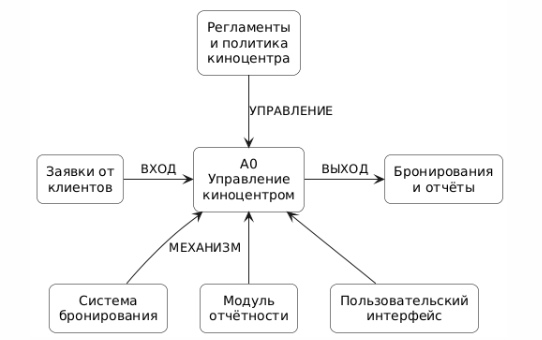 Регламенты
и политика
киноцентра
УПРАВЛЕНИЕ
Заявки от
клиентов
ВХОД
A0
Управление
киноцентром
ВЫХОД
Бронирования
и отчёты
МЕХАНИЗМ
Система
бронирования
Модуль
отчётности
Пользовательский
интерфейс